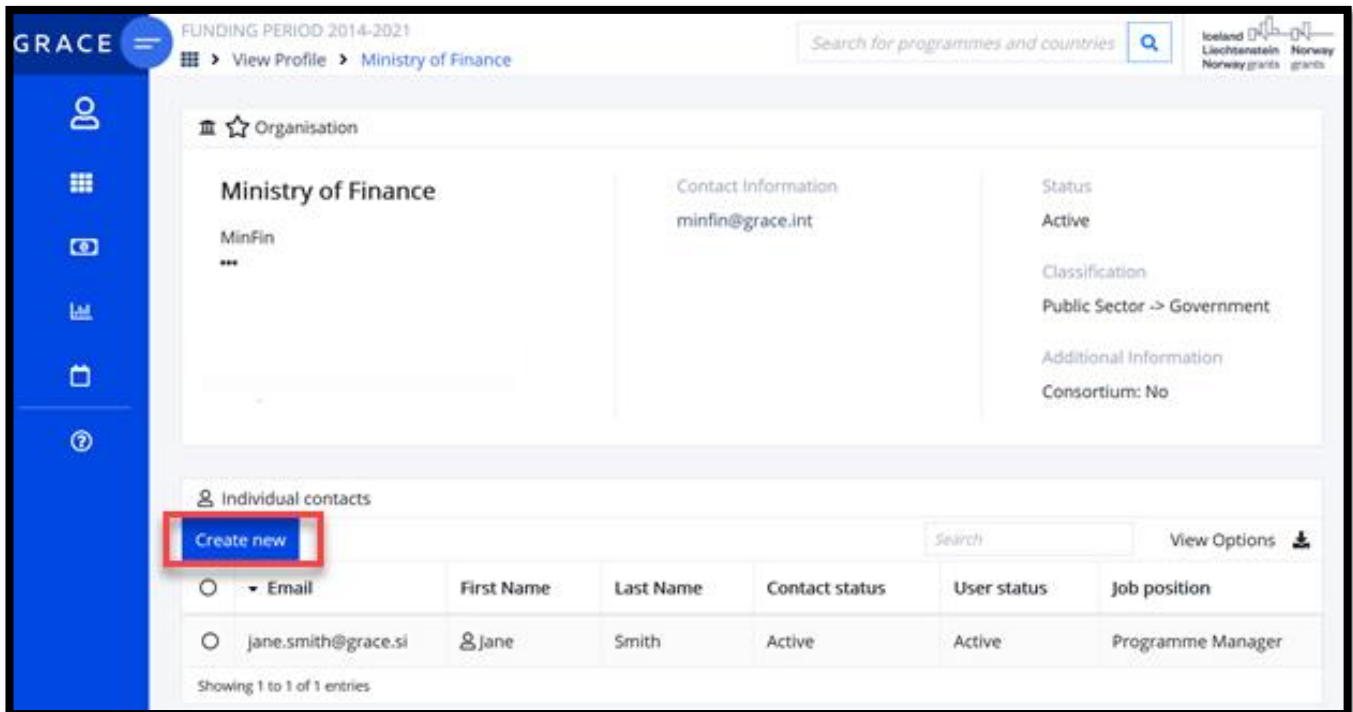 GRACE
FUNDING PERIOD 2014-2021
View Profile > Ministry of Finance
Search for programmes and countries
Iceland
Liechtenstein Norway
Norway grants grants
Organisation
Ministry of Finance
MinFin
•••
Contact Information
minfin@grace.int
Status
Active
Classification
Public Sector -> Government
Additional Information
Consortium: No
Individual contacts
Create new
Search
View Options
Email First Name Last Name Contact status User status Job position
jane.smith@grace.si Jane Smith Active Active Programme Manager
Showing 1 to 1 of 1 entries